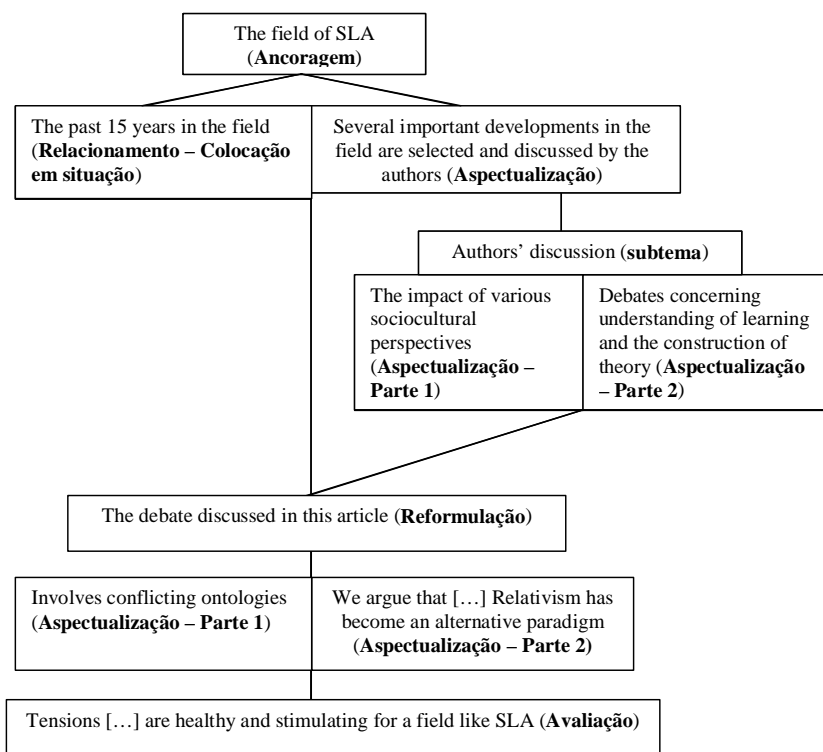 The field of SLA
(Ancoragem)
The past 15 years in the field
(Relacionamento – Colocação
em situação)
Several important developments in the
field are selected and discussed by the
authors (Aspectualização)
Authors’ discussion (subtema)
The impact of various
sociocultural
perspectives
(Aspectualização –
Parte 1)
Debates concerning
understanding of learning
and the construction of
theory (Aspectualização
– Parte 2)
The debate discussed in this article (Reformulação)
Involves conflicting ontologies
(Aspectualização – Parte 1)
We argue that […] Relativism has
become an alternative paradigm
(Aspectualização – Parte 2)
Tensions […] are healthy and stimulating for a field like SLA (Avaliação)